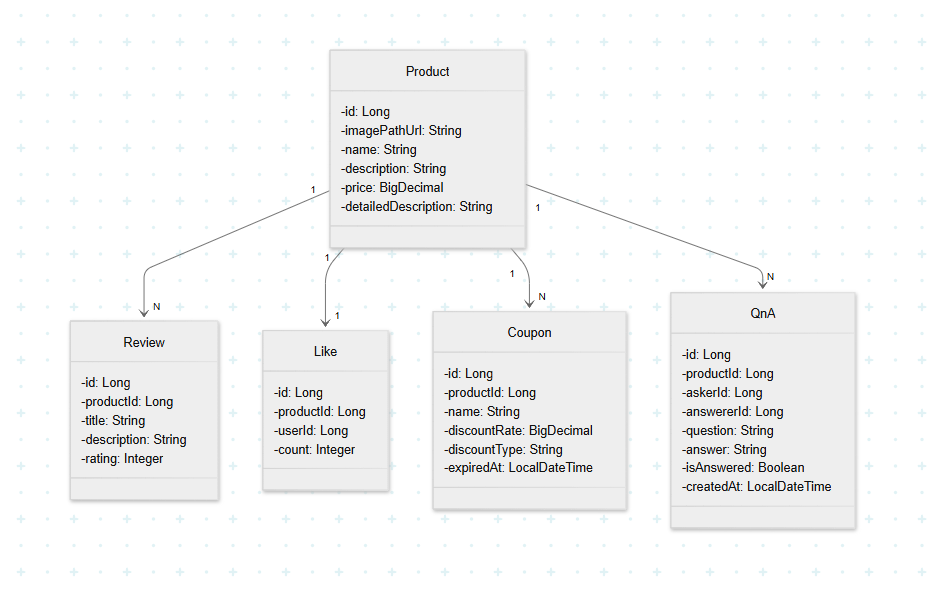 Product
-id: Long
-imagePathUrl: String
-name: String
-description: String
-price: BigDecimal
-detailedDescription: String
1
1
1
1
N
1
N
N
Review
-id: Long
-productId: Long
-title: String
-description: String
-rating: Integer
Like
-id: Long
-productId: Long
-userId: Long
-count: Integer
Coupon
-id: Long
-productId: Long
-name: String
-discountRate: BigDecimal
-discountType: String
-expiredAt: LocalDateTime
QnA
-id: Long
-productId: Long
-askerId: Long
-answererId: Long
-question: String
-answer: String
-isAnswered: Boolean
-createdAt: LocalDateTime